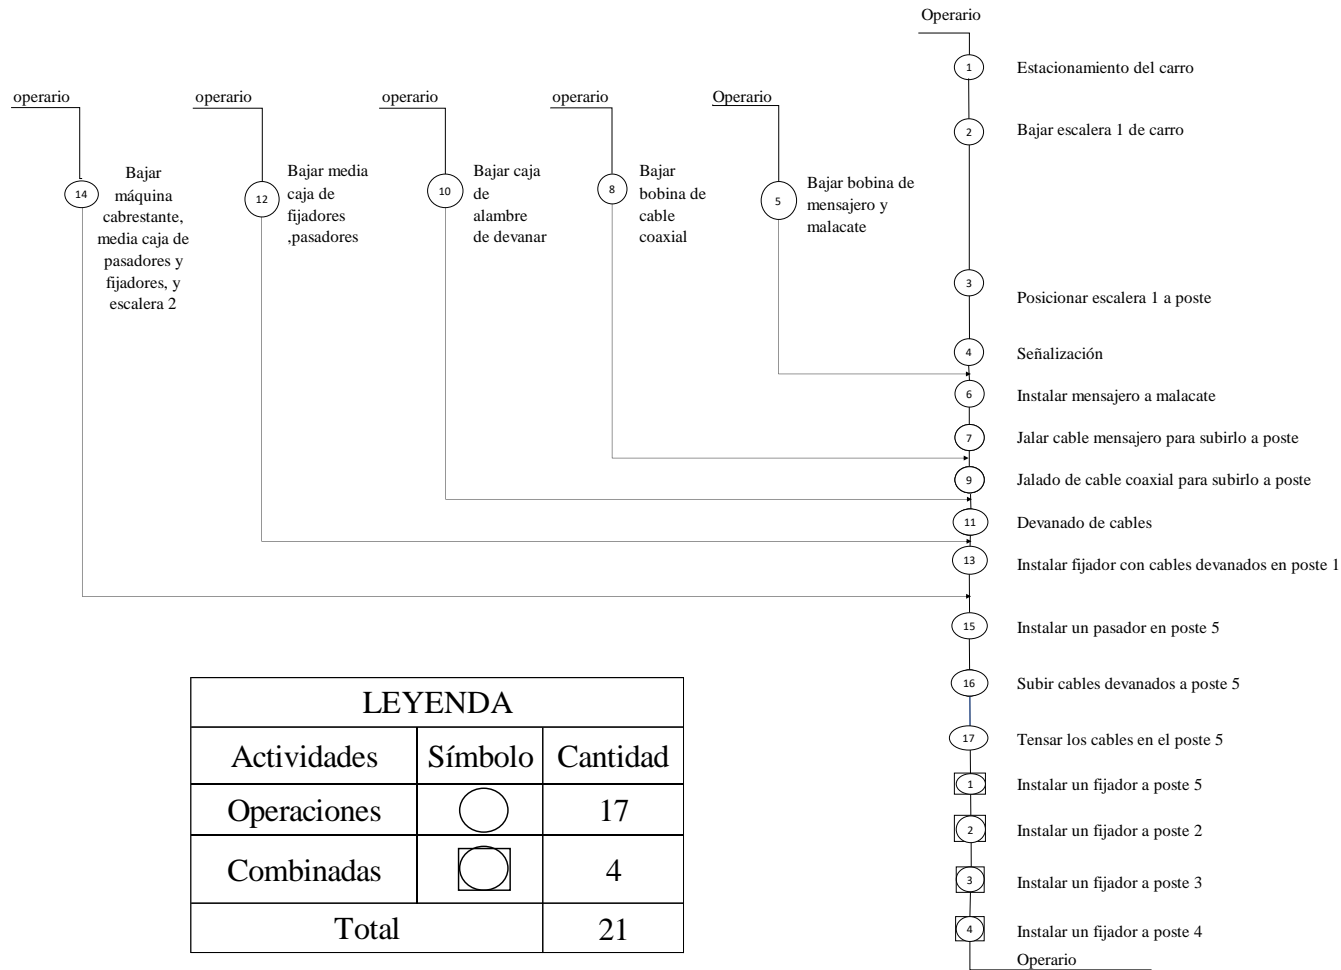 Operario
1
Estacionamiento del carro
operario
operario
operario
operario
Operario
2
Bajar escalera 1 de carro
14
Bajar
máquina
cabrestante,
media caja de
pasadores y
fijadores, y
escalera 2
12
Bajar media
caja de
fijadores
,pasadores
10
Bajar caja
de
alambre
de devanar
8
Bajar
bobina de
cable
coaxial
5
Bajar bobina de
mensajero y
malacate
3
Posicionar escalera 1 a poste
4
Señalización
6
Instalar mensajero a malacate
7
Jalar cable mensajero para subirlo a poste
9
Jalado de cable coaxial para subirlo a poste
11
Devanado de cables
13
Instalar fijador con cables devanados en poste 1
15
Instalar un pasador en poste 5
16
Subir cables devanados a poste 5
17
Tensar los cables en el poste 5
1
Instalar un fijador a poste 5
2
Instalar un fijador a poste 2
3
Instalar un fijador a poste 3
4
Instalar un fijador a poste 4
Operario
LEYENDA
Actividades Símbolo Cantidad
Operaciones 17
Combinadas 4
Total 21